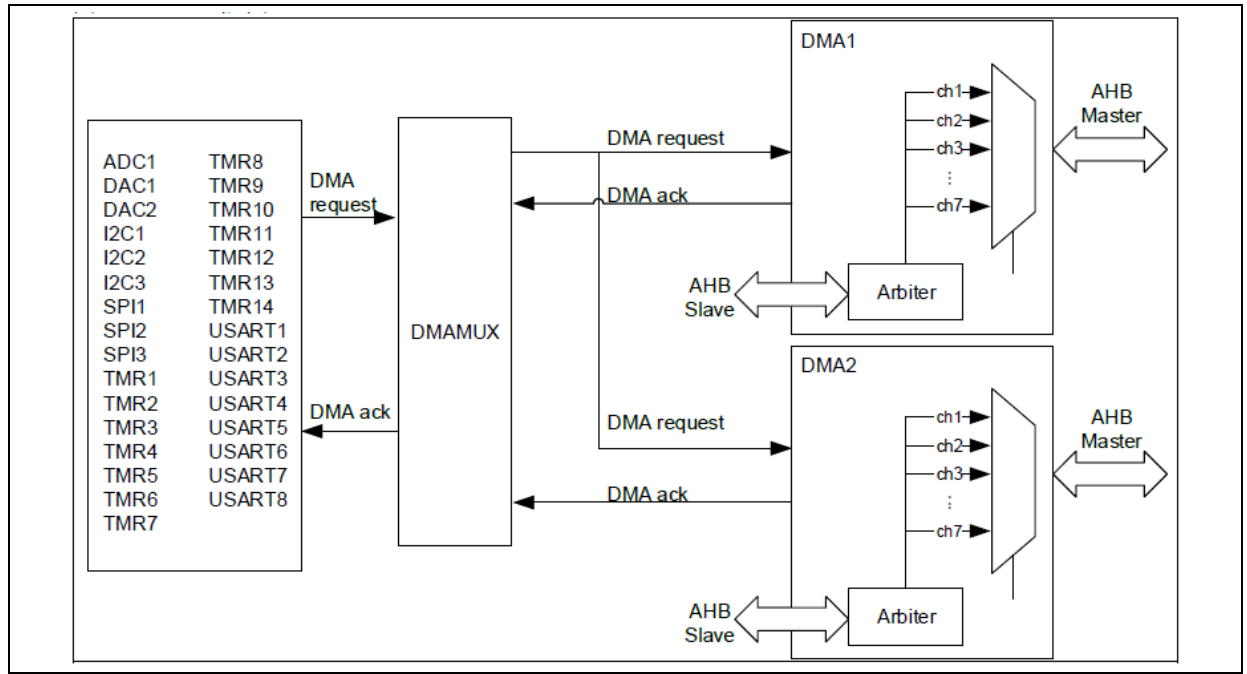 ADC1
DAC1
DAC2
I2C1
I2C2
I2C3
SPI1
SPI2
SPI3
TMR1
TMR2
TMR3
TMR4
TMR5
TMR6
TMR7
TMR8
TMR9
TMR10
TMR11
TMR12
TMR13
TMR14
USART1
USART2
USART3
USART4
USART5
USART6
USART7
USART8
DMA
request
DMA ack
DMAMUX
DMA request
DMA ack
DMA request
DMA ack
DMA1
ch1
ch2
ch3
⋮
ch7
Arbiter
AHB
Slave
AHB
Master
DMA2
ch1
ch2
ch3
⋮
ch7
Arbiter
AHB
Slave
AHB
Master